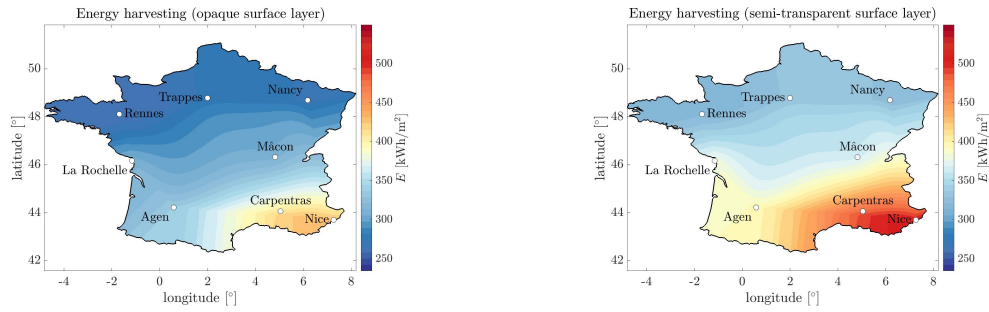 Energy harvesting (opaque surface layer)
50
48
46
44
42
latitude [°]
-4 -2 0 2 4 6 8
longitude [°]
Trappes
Nancy
Rennes
Mâcon
La Rochelle
Carpentras
Agen
Nice
500
450
400
350
300
250
E [kWh/m²]
Energy harvesting (semi-transparent surface layer)
50
48
46
44
42
latitude [°]
-4 -2 0 2 4 6 8
longitude [°]
Trappes
Nancy
Rennes
Mâcon
La Rochelle
Carpentras
Agen
Nice
500
450
400
350
300
250
E [kWh/m²]